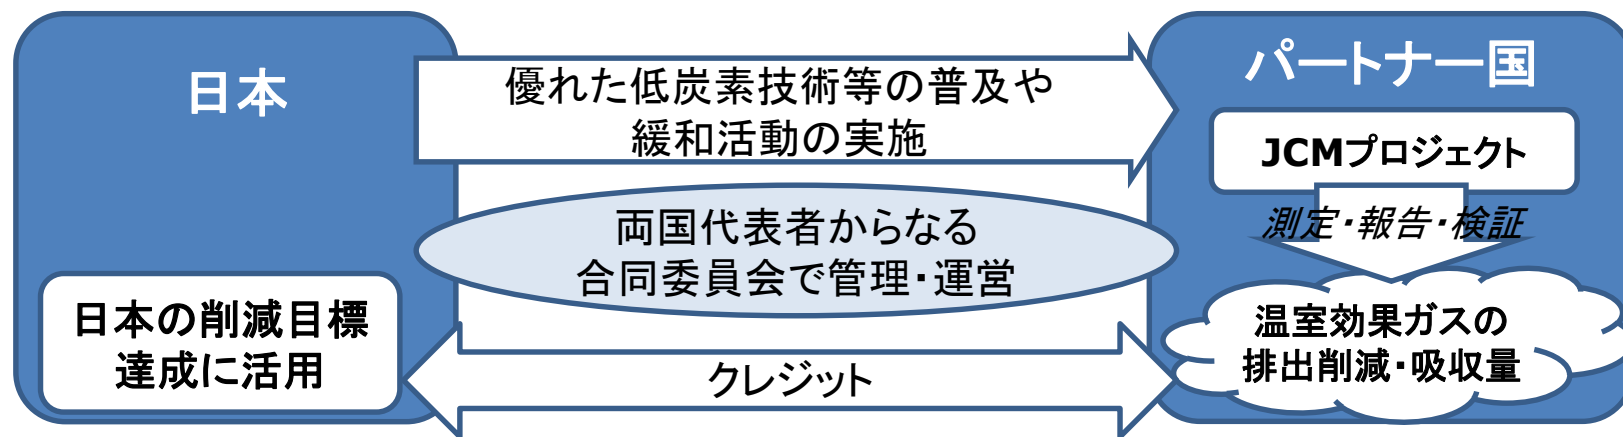 日本
優れた低炭素技術等の普及や
緩和活動の実施
パートナー国
JCMプロジェクト
測定・報告・検証
両国代表者からなる
合同委員会で管理・運営
日本の削減目標
達成に活用
クレジット
温室効果ガスの
排出削減・吸収量